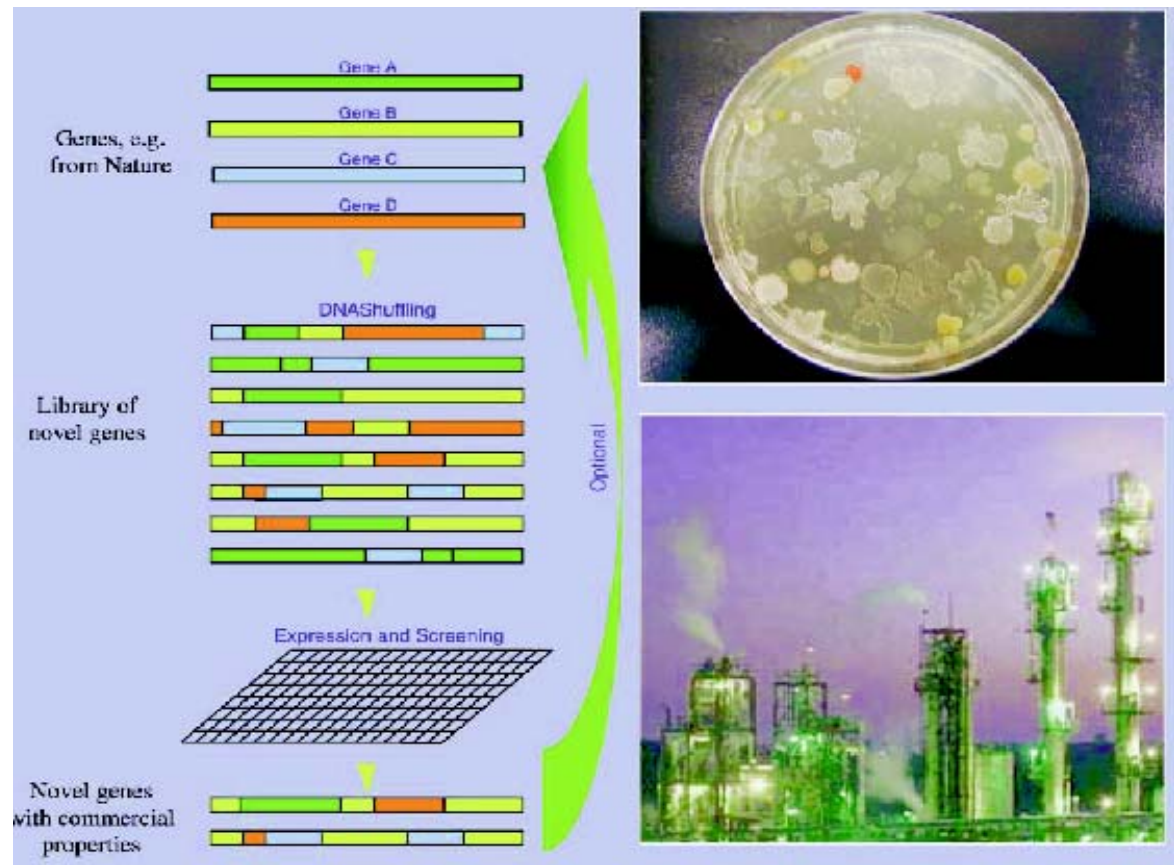 Gene A
Gene B
Genes, e.g.
from Nature
Gene C
Gene D
DNAShuffling
Library of
novel genes
Optional
Expression and Screening
Novel genes
with commercial
properties